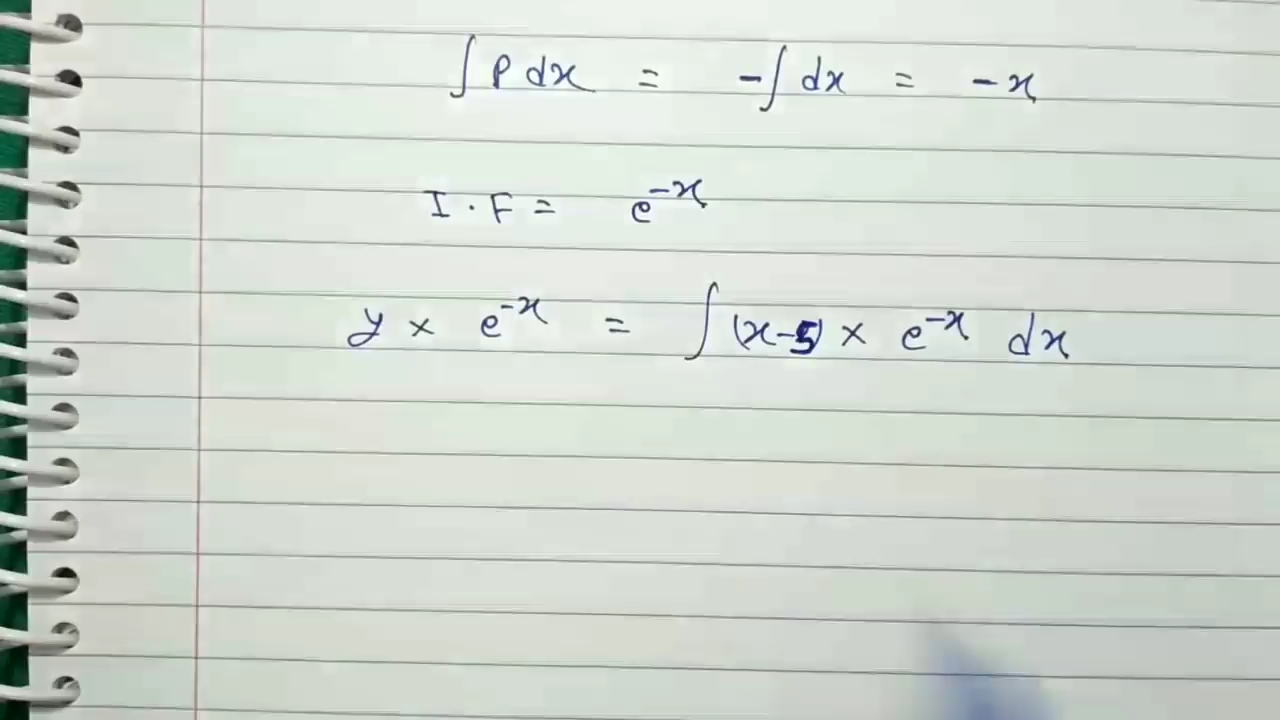 ∫ P dx = -∫ dx = -x
I . F = e^{-x}
y × e^{-x} = ∫ (x-5) × e^{-x} dx